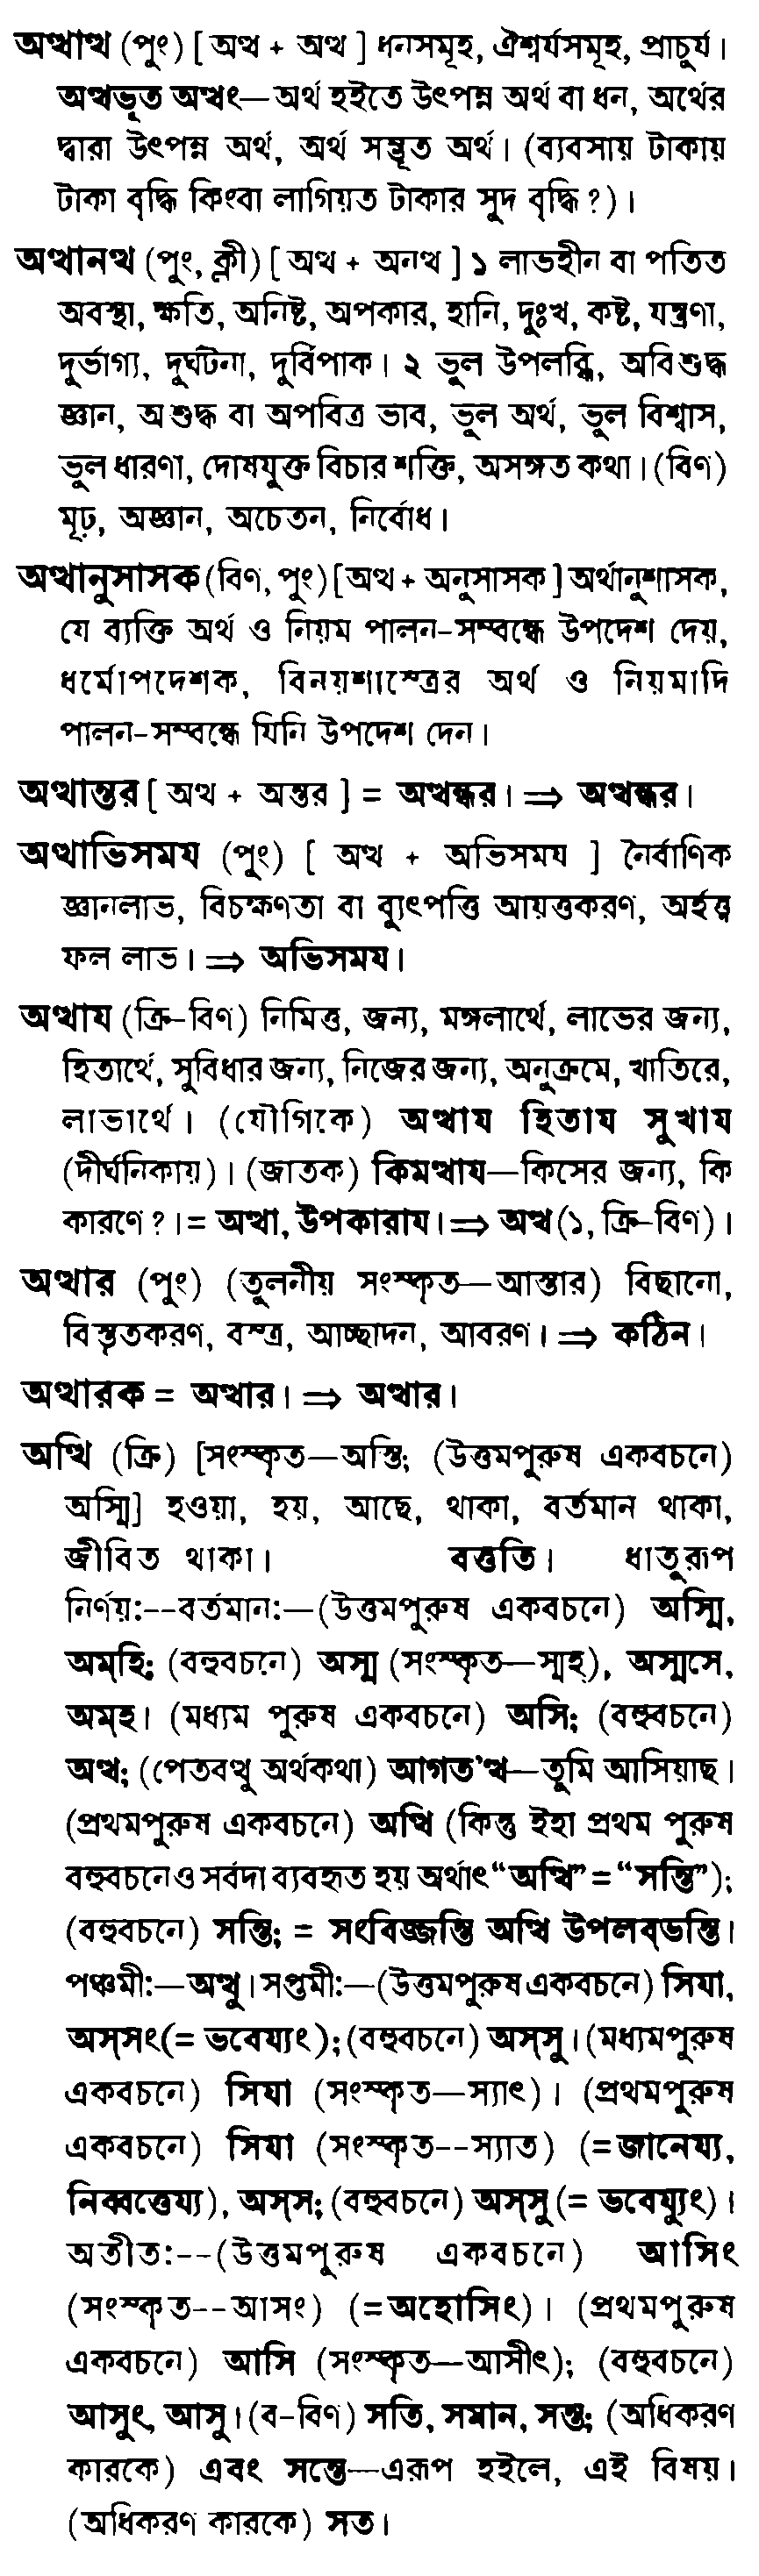 অত্থাত্থ (পুং) [ অত্থ + অত্থ ] ধনসমূহ, ঐশ্বর্যসমূহ, প্রাচুর্য।
অত্থভূত অত্থং—অর্থ হইতে উৎপন্ন অর্থ বা ধন, অর্থের
দ্বারা উৎপন্ন অর্থ, অর্থ সম্ভূত অর্থ। (ব্যবসায় টাকায়
টাকা বৃদ্ধি কিংবা লাগিয়ত টাকার সুদ বৃদ্ধি?)।
অত্থানত্থ (পুং, ক্লী) [ অত্থ + অনত্থ ] ১ লাভহীন বা পতিত
অবস্থা, ক্ষতি, অনিষ্ট, অপকার, হানি, দুঃখ, কষ্ট, যন্ত্রণা,
দুর্ভাগ্য, দুর্ঘটনা, দুর্বিপাক। ২ ভুল উপলব্ধি, অবিশুদ্ধ
জ্ঞান, অশুদ্ধ বা অপবিত্র ভাব, ভুল অর্থ, ভুল বিশ্বাস,
ভুল ধারণা, দোষযুক্ত বিচার শক্তি, অসঙ্গত কথা। (বিণ)
মূঢ়, অজ্ঞান, অচেতন, নির্বোধ।
অত্থানুসাসক (বিণ, পুং) [ অত্থ + অনুসাসক ] অর্থানুশাসক,
যে ব্যক্তি অর্থ ও নিয়ম পালন-সম্বন্ধে উপদেশ দেয়,
ধর্মোপদেশক, বিনয়শাস্ত্রের অর্থ ও নিয়মাদি
পালন-সম্বন্ধে যিনি উপদেশ দেন।
অত্থান্তর [ অত্থ + অন্তর ] = অত্থন্ধর। ⇒ অত্থন্ধর।
অত্থাভিসময (পুং) [ অত্থ + অভিসময ] নৈর্বাণিক
জ্ঞানলাভ, বিচক্ষণতা বা ব্যুৎপত্তি আয়ত্তকরণ, অর্হত্ত্ব
ফল লাভ। ⇒ অভিসময।
অত্থায (ক্রি-বিণ) নিমিত্ত, জন্য, মঙ্গলার্থে, লাভের জন্য,
হিতার্থে, সুবিধার জন্য, নিজের জন্য, অনুক্রমে, খাতিরে,
লাভার্থে। (যৌগিকে) অত্থায হিতায সুখায
(দীর্ঘনিকায়)। (জাতক) কিমত্থায—কিসের জন্য, কি
কারণে?। = অত্থা, উপকারায। ⇒ অত্থ (১, ক্রি-বিণ)।
অত্থার (পুং) (তুলনীয় সংস্কৃত—আস্তার) বিছানো,
বিস্তৃতকরণ, বস্ত্র, আচ্ছাদন, আবরণ। ⇒ কঠিন।
অত্থারক = অত্থার। ⇒ অত্থার।
অত্থি (ক্রি) [সংস্কৃত—অস্তি; (উত্তমপুরুষ একবচনে)
অস্মি] হওয়া, হয়, আছে, থাকা, বর্তমান থাকা,
জীবিত থাকা। বত্ততি। ধাতুরূপ
নির্ণয়:--বর্তমান:—(উত্তমপুরুষ একবচনে) অস্মি,
অম্‌হি; (বহুবচনে) অস্ম (সংস্কৃত—স্মহ), অস্মসে,
অম্‌হ। (মধ্যম পুরুষ একবচনে) অসি; (বহুবচনে)
অত্থ; (পেতবত্থু অর্থকথা) আগত'ত্থ—তুমি আসিয়াছ।
(প্রথমপুরুষ একবচনে) অত্থি (কিন্তু ইহা প্রথম পুরুষ
বহুবচনেও সর্বদা ব্যবহৃত হয় অর্থাৎ “অত্থি” = “সন্তি”);
(বহুবচনে) সন্তি; = সংবিজ্জন্তি অত্থি উপলব্‌ভন্তি।
পঞ্চমী:—অত্থু। সপ্তমী:—(উত্তমপুরুষ একবচনে) সিযা,
অস্‌সং (= ভবেয্যং); (বহুবচনে) অস্‌সু। (মধ্যমপুরুষ
একবচনে) সিযা (সংস্কৃত—স্যাৎ)। (প্রথমপুরুষ
একবচনে) সিযা (সংস্কৃত--স্যাত) (=জানেয্য,
নিব্বত্তেয্য), অস্‌স; (বহুবচনে) অস্‌সু (= ভবেয্যুং)।
অতীত:--(উত্তমপুরুষ একবচনে) আসিং
(সংস্কৃত--আসং) (=অহোসিং)। (প্রথমপুরুষ
একবচনে) আসি (সংস্কৃত—আসীৎ); (বহুবচনে)
আসুং, আসু। (ব-বিণ) সতি, সমান, সন্ত; (অধিকরণ
কারকে) এবং সন্তে—এরূপ হইলে, এই বিষয়।
(অধিকরণ কারকে) সত।